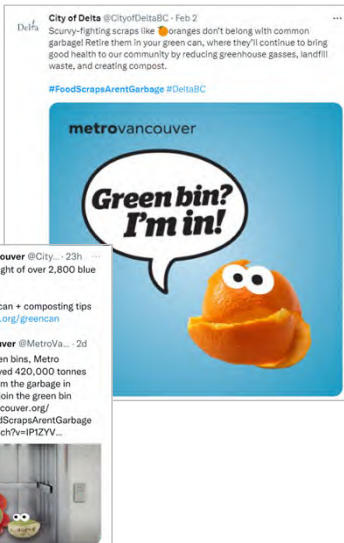 Delta
City of Delta @CityofDeltaBC · Feb 2
Scurvy-fighting scraps like 🍊oranges don't belong with common
garbage! Retire them in your green can, where they'll continue to bring
good health to our community by reducing greenhouse gasses, landfill
waste, and creating compost.
#FoodScrapsArentGarbage #DeltaBC
metrovancouver
Green bin?
I'm in!
ouver @City... · 23h
ght of over 2,800 blue
can + composting tips
.org/greencan
uver @MetroVa... · 2d
en bins, Metro
ved 420,000 tonnes
m the garbage in
oin the green bin
couver.org/
dScrapsArentGarbage
ch?v=IP1ZYV...